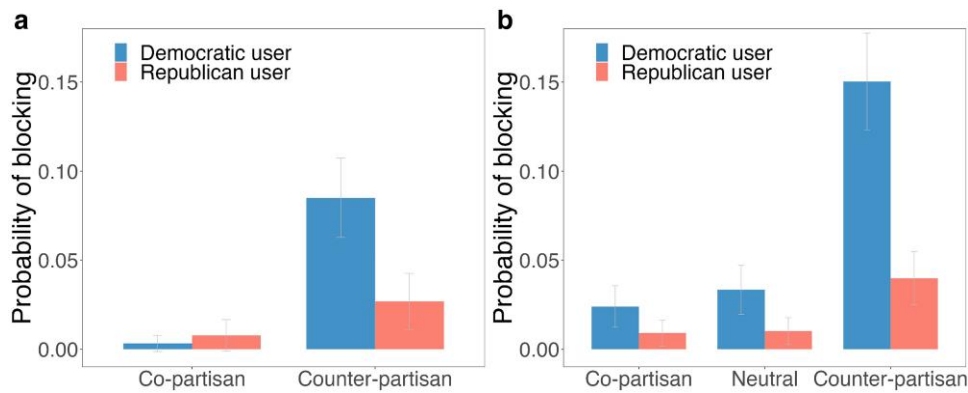 a
Democratic user
Republican user
Probability of blocking
0.15
0.10
0.05
0.00
Co-partisan Counter-partisan
b
Democratic user
Republican user
Probability of blocking
0.15
0.10
0.05
0.00
Co-partisan Neutral Counter-partisan